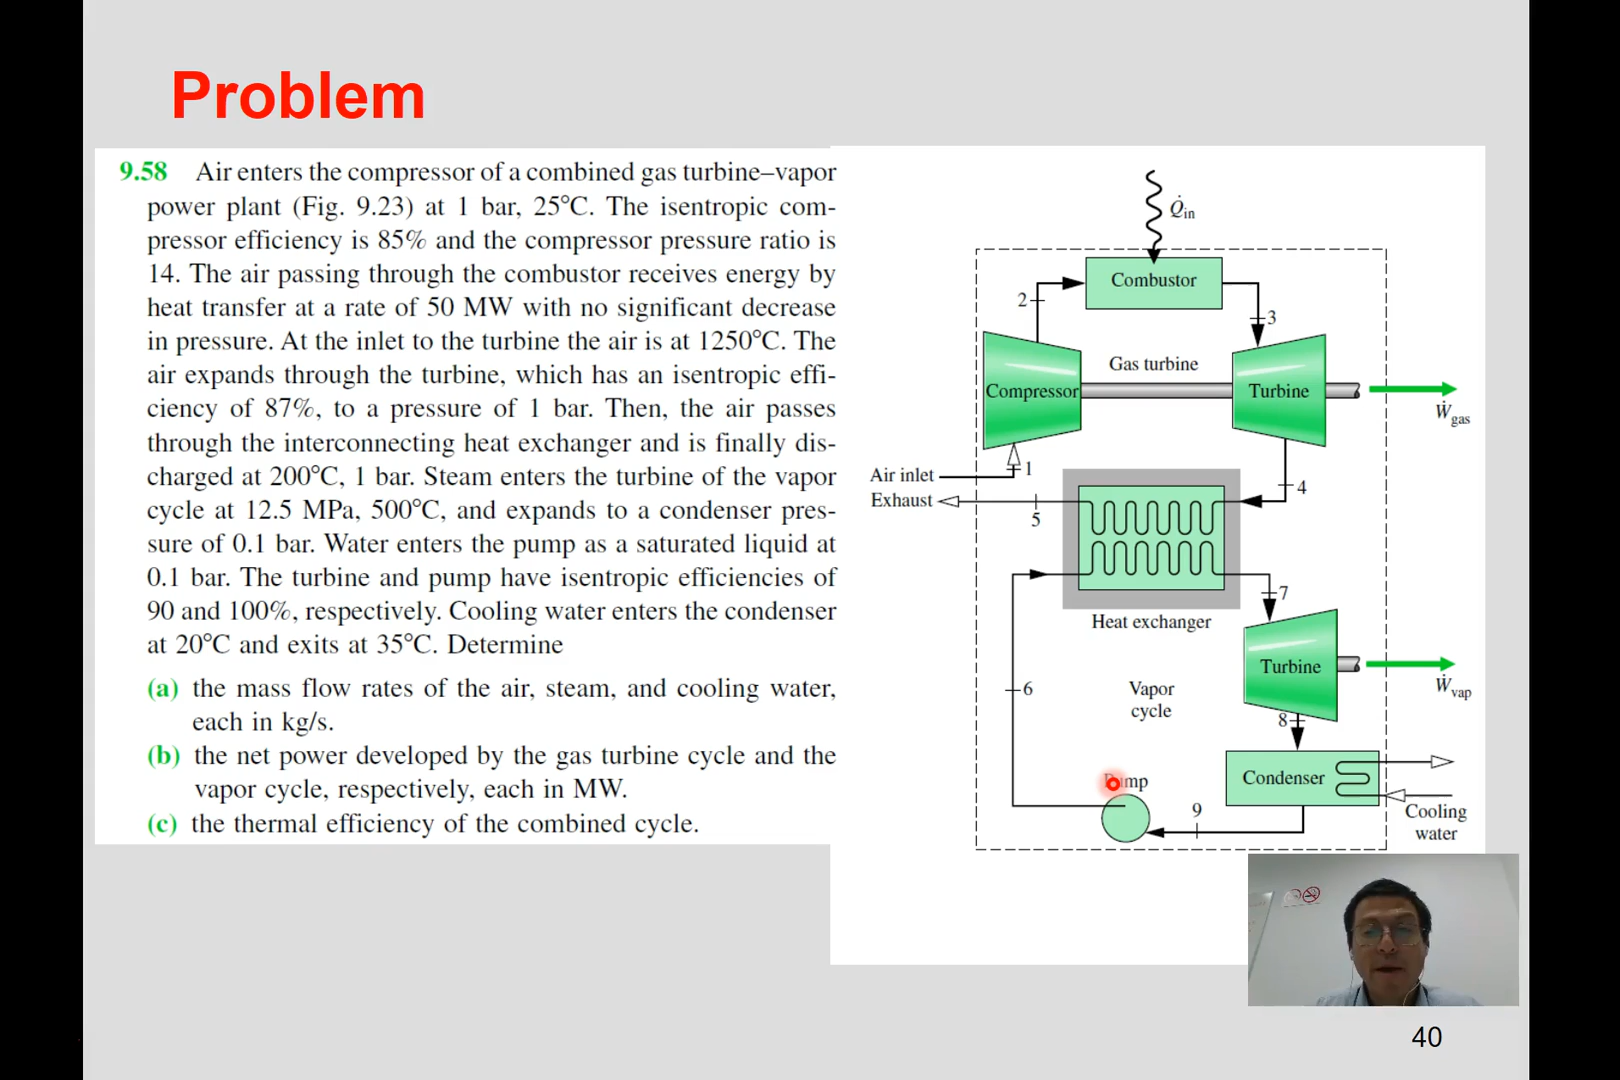 Problem
9.58 Air enters the compressor of a combined gas turbine–vapor
power plant (Fig. 9.23) at 1 bar, 25°C. The isentropic com-
pressor efficiency is 85% and the compressor pressure ratio is
14. The air passing through the combustor receives energy by
heat transfer at a rate of 50 MW with no significant decrease
in pressure. At the inlet to the turbine the air is at 1250°C. The
air expands through the turbine, which has an isentropic effi-
ciency of 87%, to a pressure of 1 bar. Then, the air passes
through the interconnecting heat exchanger and is finally dis-
charged at 200°C, 1 bar. Steam enters the turbine of the vapor
cycle at 12.5 MPa, 500°C, and expands to a condenser pres-
sure of 0.1 bar. Water enters the pump as a saturated liquid at
0.1 bar. The turbine and pump have isentropic efficiencies of
90 and 100%, respectively. Cooling water enters the condenser
at 20°C and exits at 35°C. Determine
(a) the mass flow rates of the air, steam, and cooling water,
each in kg/s.
(b) the net power developed by the gas turbine cycle and the
vapor cycle, respectively, each in MW.
(c) the thermal efficiency of the combined cycle.
Q̇in
Combustor
2
3
Gas turbine
Compressor
Turbine
Ẇgas
Air inlet
1
Exhaust
4
5
7
Heat exchanger
Turbine
6
Vapor
cycle
Ẇvap
8
Condenser
Pump
9
Cooling
water
40